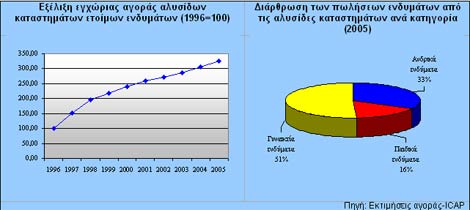 Εξέλιξη εγχώριας αγοράς αλυσίδων
καταστημάτων ετοίμων ενδυμάτων (1996=100)
350,00
300,00
250,00
200,00
150,00
100,00
50,00
0,00
1996 1997 1998 1999 2000 2001 2002 2003 2004 2005
Διάρθρωση των πωλήσεων ενδυμάτων από
τις αλυσίδες καταστημάτων ανά κατηγορία
(2005)
Ανδρικά
ενδύματα
33%
Γυναικεία
ενδύματα
51%
Παιδικά
ενδύματα
16%
Πηγή: Εκτιμήσεις αγοράς-ICAP